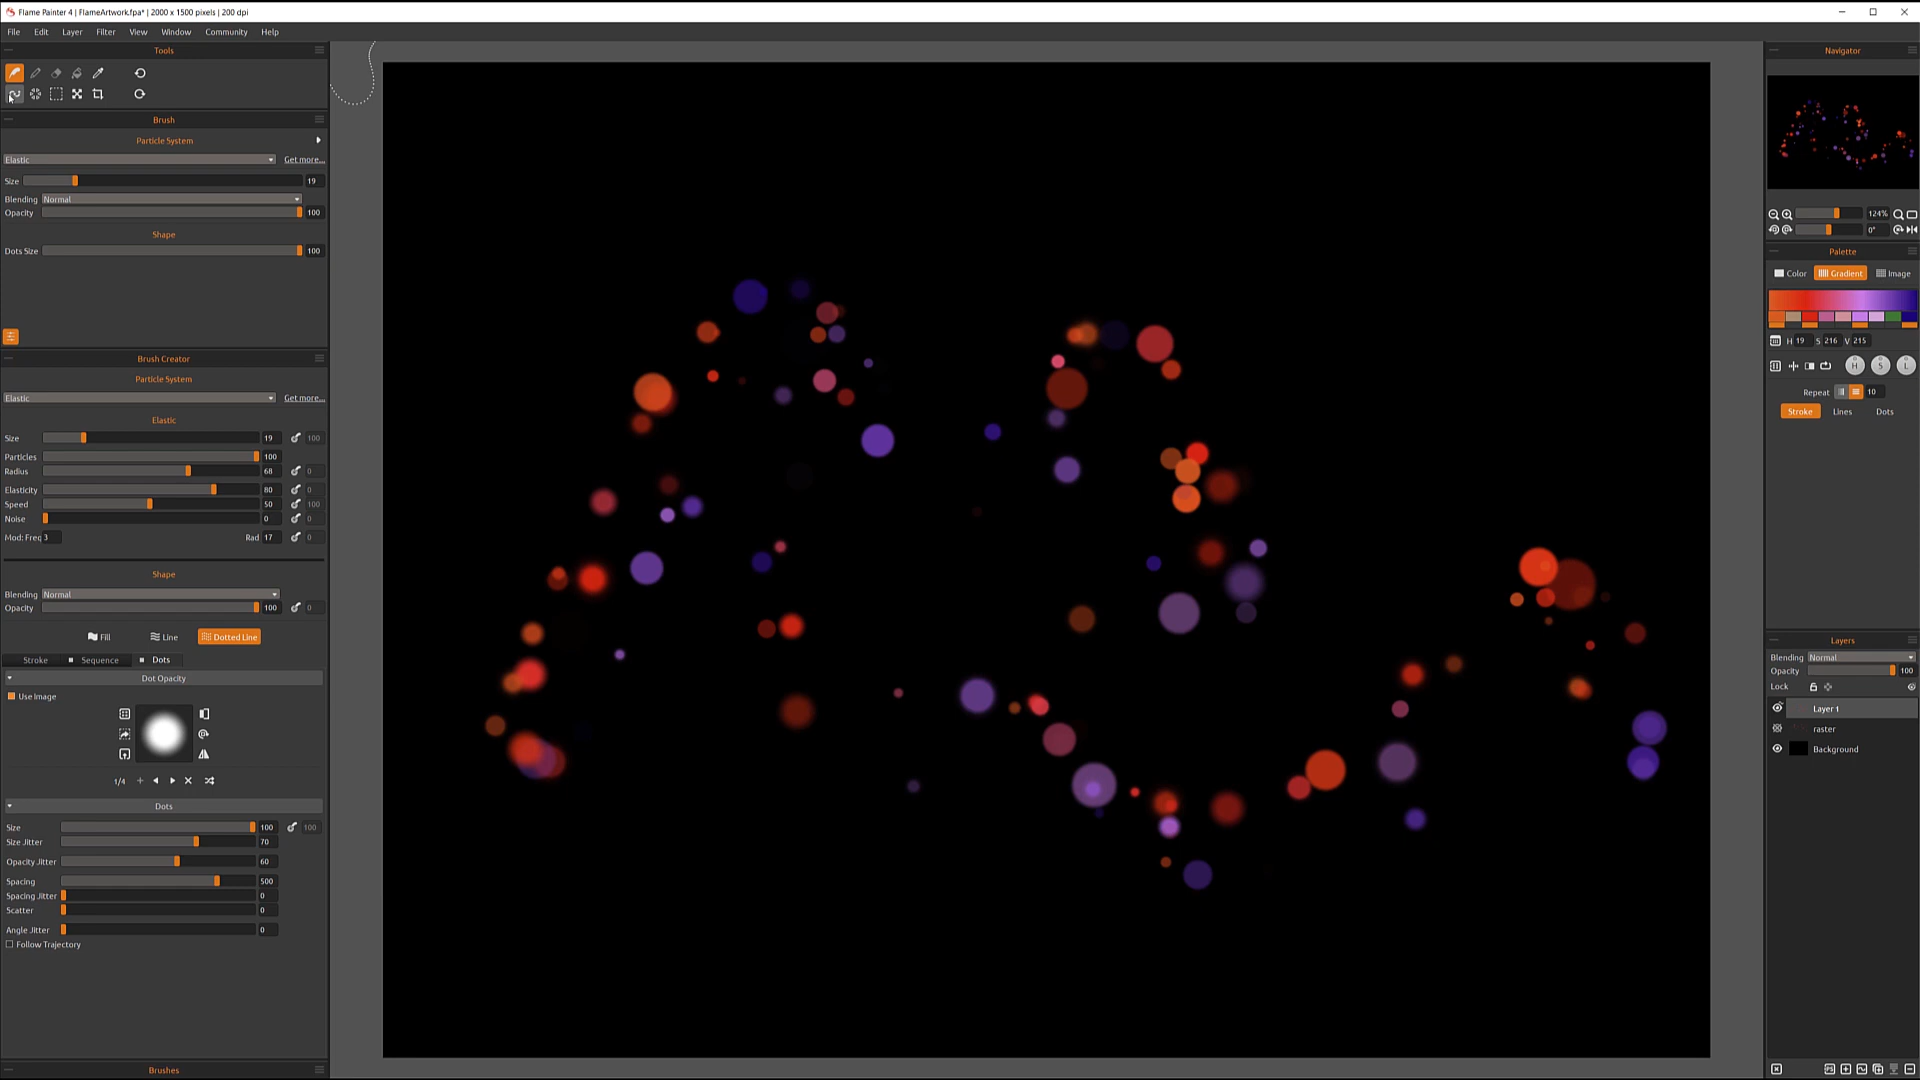 Flame Painter 4 | FlameArtwork.fpa* | 2000 x 1500 pixels | 200 dpi
File Edit Layer Filter View Window Community Help
Tools
Brush
Particle System
Elastic Get more...
Size 19
Blending Normal
Opacity 100
Shape
Dots Size 100
Brush Creator
Particle System
Elastic Get more...
Elastic
Size 19 100
Particles 100
Radius 68 0
Elasticity 80 0
Speed 50 100
Noise 0 0
Mod: Freq 3 Rad 17 0
Shape
Blending Normal
Opacity 100 0
Fill Line Dotted Line
Stroke Sequence Dots
Dot Opacity
Use Image
1/4
Dots
Size 100 100
Size Jitter 70
Opacity Jitter 60
Spacing 500
Spacing Jitter 0
Scatter 0
Angle Jitter 0
Follow Trajectory
Brushes
Navigator
124%
0°
Palette
Color Gradient Image
H 19 S 216 V 215
H S L
Repeat 10
Stroke Lines Dots
Layers
Blending Normal
Opacity 100
Lock
Layer 1
raster
Background